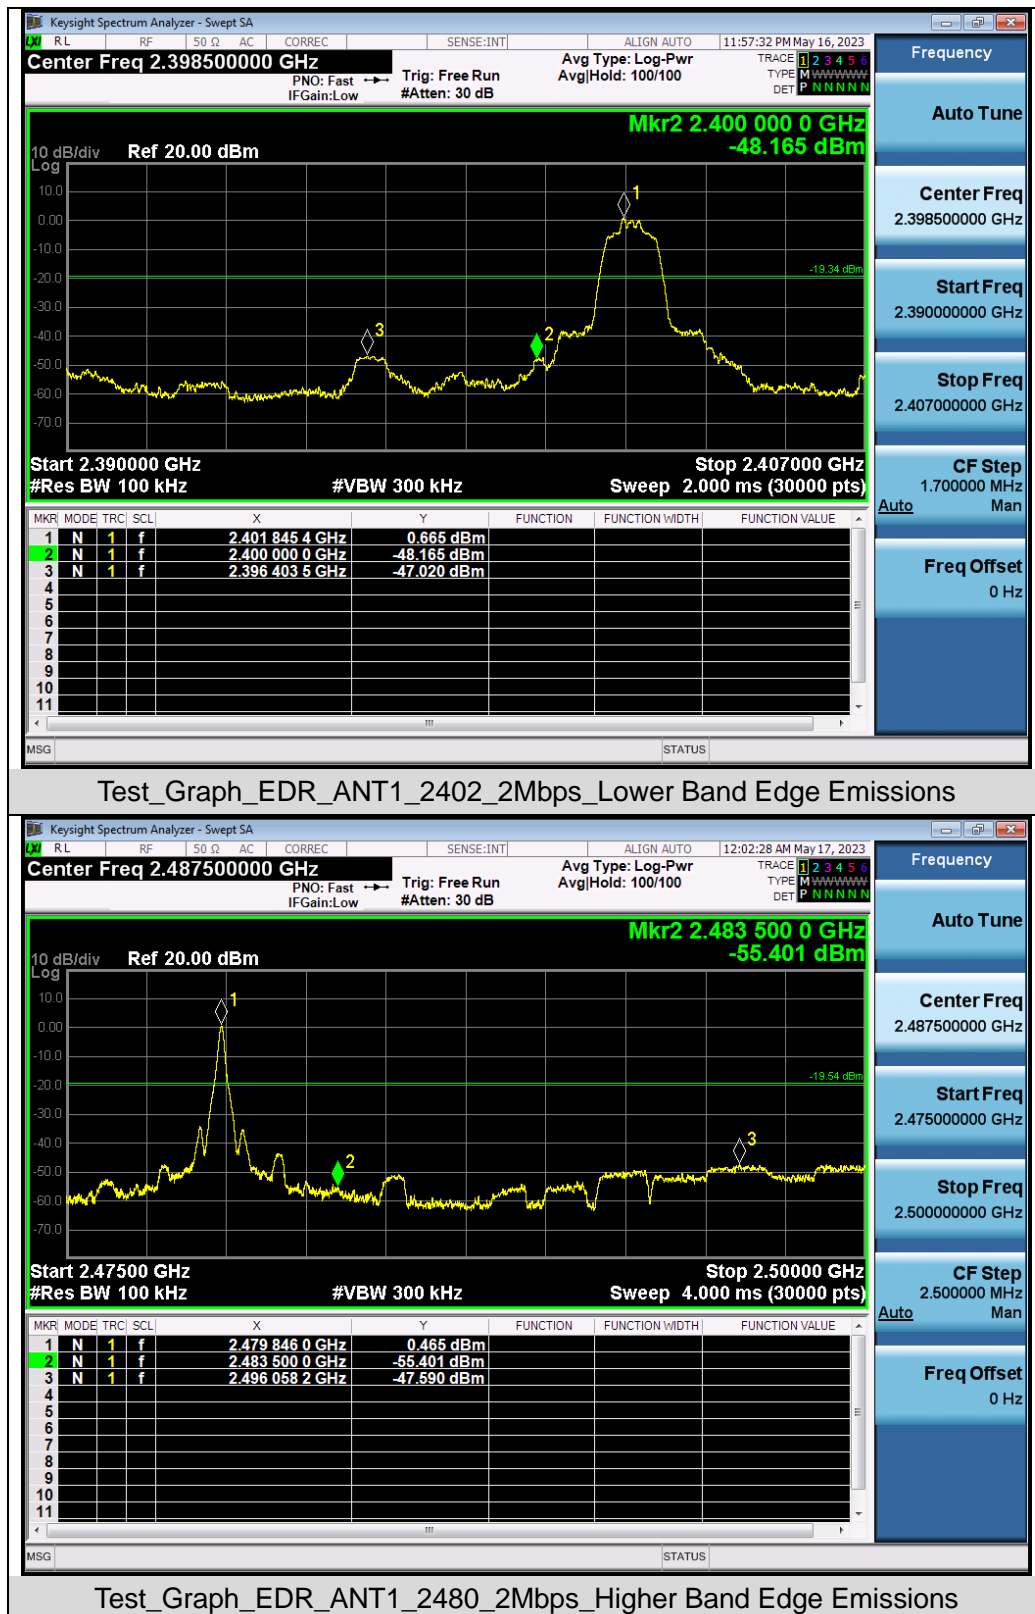 Keysight Spectrum Analyzer - Swept SA
LXI RL RF 50 Ω AC CORREC SENSE:INT ALIGN AUTO 11:57:32 PM May 16, 2023
Center Freq 2.398500000 GHz
PNO: Fast
IFGain:Low
Trig: Free Run
#Atten: 30 dB
Avg Type: Log-Pwr
Avg|Hold: 100/100
TRACE 1 2 3 4 5 6
TYPE M WWWWW
DET P N N N N N
Mkr2 2.400 000 0 GHz
-48.165 dBm
10 dB/div Ref 20.00 dBm
Log
10.0
0.00
-10.0
-20.0
-30.0
-40.0
-50.0
-60.0
-70.0
1
-19.34 dBm
3
2
Start 2.390000 GHz Stop 2.407000 GHz
#Res BW 100 kHz #VBW 300 kHz Sweep 2.000 ms (30000 pts)
MKR MODE TRC SCL X Y FUNCTION FUNCTION WIDTH FUNCTION VALUE
1 N 1 f 2.401 845 4 GHz 0.665 dBm
2 N 1 f 2.400 000 0 GHz -48.165 dBm
3 N 1 f 2.396 403 5 GHz -47.020 dBm
4
5
6
7
8
9
10
11
MSG STATUS
Frequency
Auto Tune
Center Freq
2.398500000 GHz
Start Freq
2.390000000 GHz
Stop Freq
2.407000000 GHz
CF Step
1.700000 MHz
Auto Man
Freq Offset
0 Hz
Test_Graph_EDR_ANT1_2402_2Mbps_Lower Band Edge Emissions
Keysight Spectrum Analyzer - Swept SA
LXI RL RF 50 Ω AC CORREC SENSE:INT ALIGN AUTO 12:02:28 AM May 17, 2023
Center Freq 2.487500000 GHz
PNO: Fast
IFGain:Low
Trig: Free Run
#Atten: 30 dB
Avg Type: Log-Pwr
Avg|Hold: 100/100
TRACE 1 2 3 4 5 6
TYPE M WWWWW
DET P N N N N N
Mkr2 2.483 500 0 GHz
-55.401 dBm
10 dB/div Ref 20.00 dBm
Log
10.0
0.00
-10.0
-20.0
-30.0
-40.0
-50.0
-60.0
-70.0
1
-19.54 dBm
3
2
Start 2.47500 GHz Stop 2.50000 GHz
#Res BW 100 kHz #VBW 300 kHz Sweep 4.000 ms (30000 pts)
MKR MODE TRC SCL X Y FUNCTION FUNCTION WIDTH FUNCTION VALUE
1 N 1 f 2.479 846 0 GHz 0.465 dBm
2 N 1 f 2.483 500 0 GHz -55.401 dBm
3 N 1 f 2.496 058 2 GHz -47.590 dBm
4
5
6
7
8
9
10
11
MSG STATUS
Frequency
Auto Tune
Center Freq
2.487500000 GHz
Start Freq
2.475000000 GHz
Stop Freq
2.500000000 GHz
CF Step
2.500000 MHz
Auto Man
Freq Offset
0 Hz
Test_Graph_EDR_ANT1_2480_2Mbps_Higher Band Edge Emissions